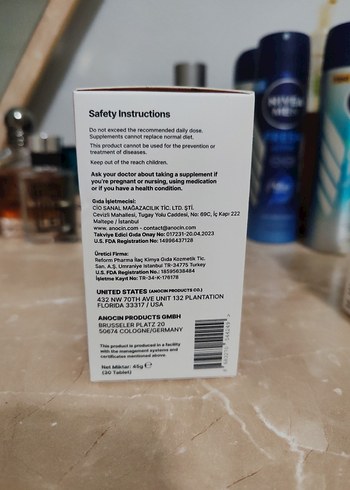 Safety Instructions
Do not exceed the recommended daily dose.
Supplements cannot replace normal diet.
This product cannot be used for the prevention or
treatment of diseases.
Keep out of the reach children.
Ask your doctor about taking a supplement if
you're pregnant or nursing, using medication
or if you have a health condition.
Gıda İşletmecisi:
CIO SANAL MAĞAZACILIK TİC. LTD. ŞTİ.
Cevizli Mahallesi, Tugay Yolu Caddesi, No: 69C, İç Kapı 222
Maltepe / İstanbul
www.anocin.com - contact@anocin.com
Takviye Edici Gıda Onay No: 017231-20.04.2023
U.S. FDA Registration No.: 14996437128
Üretici Firma:
Reform Pharma İlaç Kimya Gıda Kozmetik Tic.
San. A.Ş. Umraniye Istanbul TR-34775 Turkey
U.S. FDA Registration No.: 18595638484
İşletme Kayıt No: TR-34-K-176178
UNITED STATES (ANOCIN PRODUCTS CO.)
432 NW 70TH AVE UNIT 132 PLANTATION
FLORIDA 33317 / USA
ANOCIN PRODUCTS GMBH
BRUSSELER PLATZ 20
50674 COLOGNE/GERMANY
This product is produced in a facility
with the management systems and
certificates mentioned above.
Net Miktar: 45g
(30 Tablet)
NIVEA
MEN